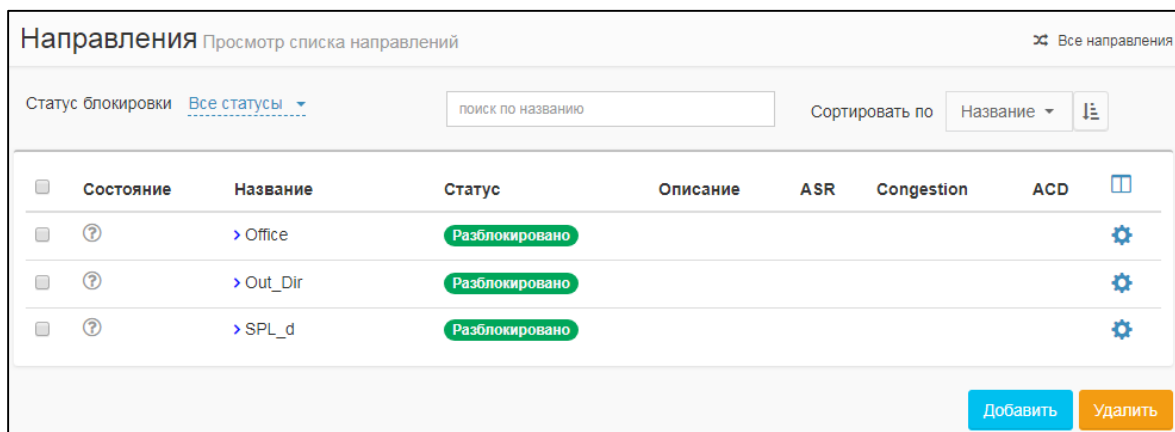 Направления Просмотр списка направлений Все направления
Статус блокировки Все статусы поиск по названию Сортировать по Название
Состояние Название Статус Описание ASR Congestion ACD
? > Office Разблокировано
? > Out_Dir Разблокировано
? > SPL_d Разблокировано
Добавить Удалить